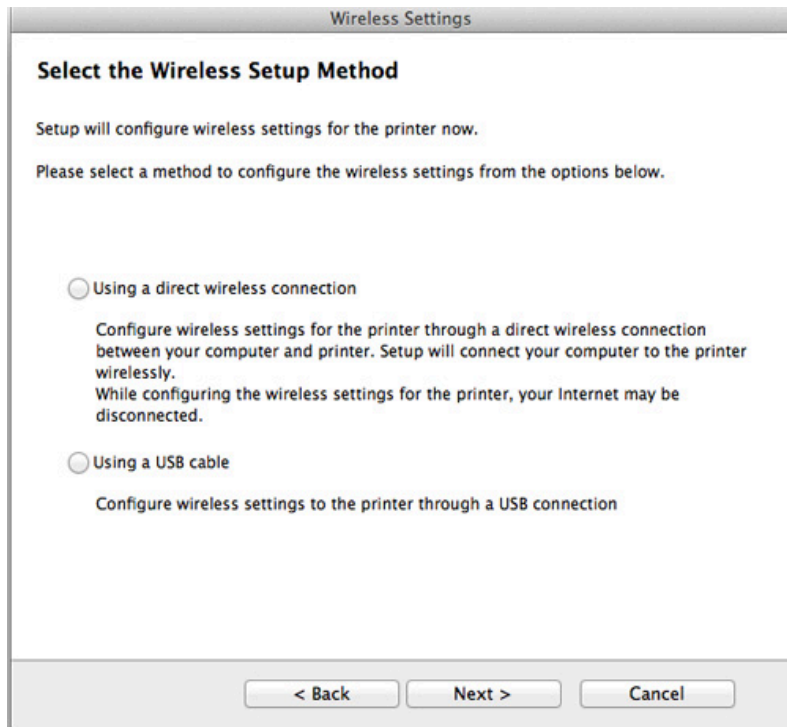 Wireless Settings
Select the Wireless Setup Method
Setup will configure wireless settings for the printer now.
Please select a method to configure the wireless settings from the options below.
Using a direct wireless connection
Configure wireless settings for the printer through a direct wireless connection
between your computer and printer. Setup will connect your computer to the printer
wirelessly.
While configuring the wireless settings for the printer, your Internet may be
disconnected.
Using a USB cable
Configure wireless settings to the printer through a USB connection
< Back
Next >
Cancel